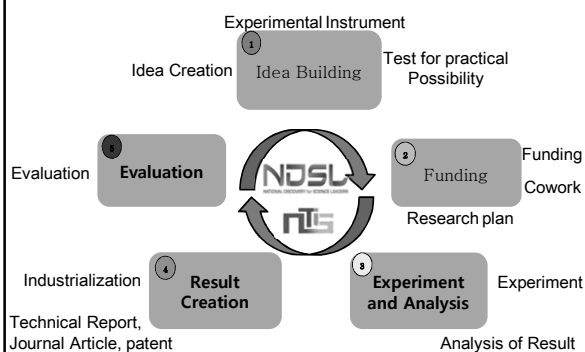 Experimental Instrument
1
Idea Creation
Idea Building
Test for practical
Possibility
5
Evaluation
Evaluation
NDSL
NATIONAL DISCOVERY for SCIENCE LEADERS
NTIS
2
Funding
Funding
Cowork
Research plan
4
Industrialization
Result
Creation
Technical Report,
Journal Article, patent
3
Experiment
and Analysis
Experiment
Analysis of Result